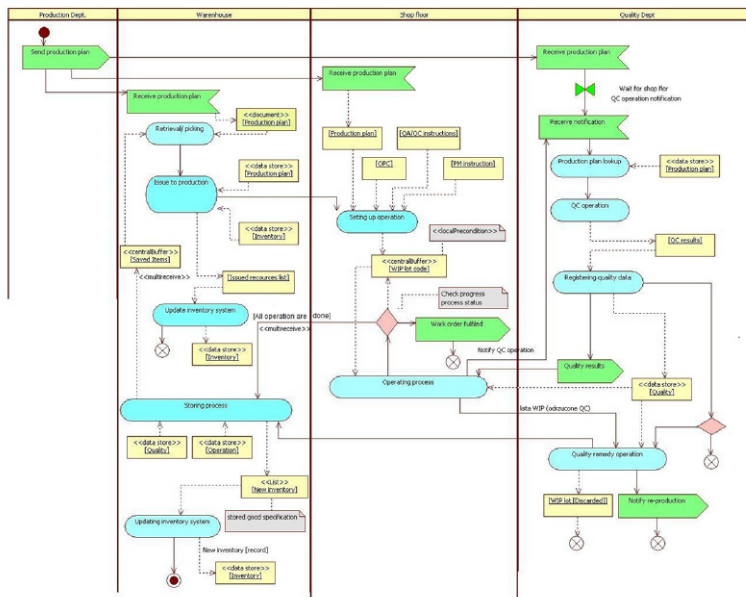 Production Dept.
Warenhouse
Shop floor
Quality Dept
Send production plan
Receive production plan
Receive production plan
Receive production plan
Wait for shop flor
QC operation notification
<<document>>
[Production plan]
Retrieval/ picking
[Production plan]
[QA/QC instructions]
Receive notification
<<data store>>
[Production plan]
[OPC]
[PM instruction]
Production plan lookup
<<data store>>
[Production plan]
Issue to production
<<data store>>
[Inventory]
Seting up operation
QC operation
<<centralBuffer>>
[Saved Items]
<<multireceive>>
<<localPrecondition>>
[QC results]
<<centralBuffer>>
[WIP lot code]
[Issued recources list]
Registering quality data
Check progress
process status
Update inventory system
[All operation are done]
<<multireceive>>
Work order fulfiled
<<data store>>
[Inventory]
Notify QC operation
Quality results
Operating process
<<data store>>
[Quality]
Storing process
lista WIP (odrzucone QC)
<<data store>>
[Quality]
<<data store>>
[Operation]
Quality remedy operation
<<List>>
[New inventory]
stored good specification
[WIP lot [Discarded]]
Notify re-production
Updating inventory system
New inventory [record]
<<data store>>
[Inventory]